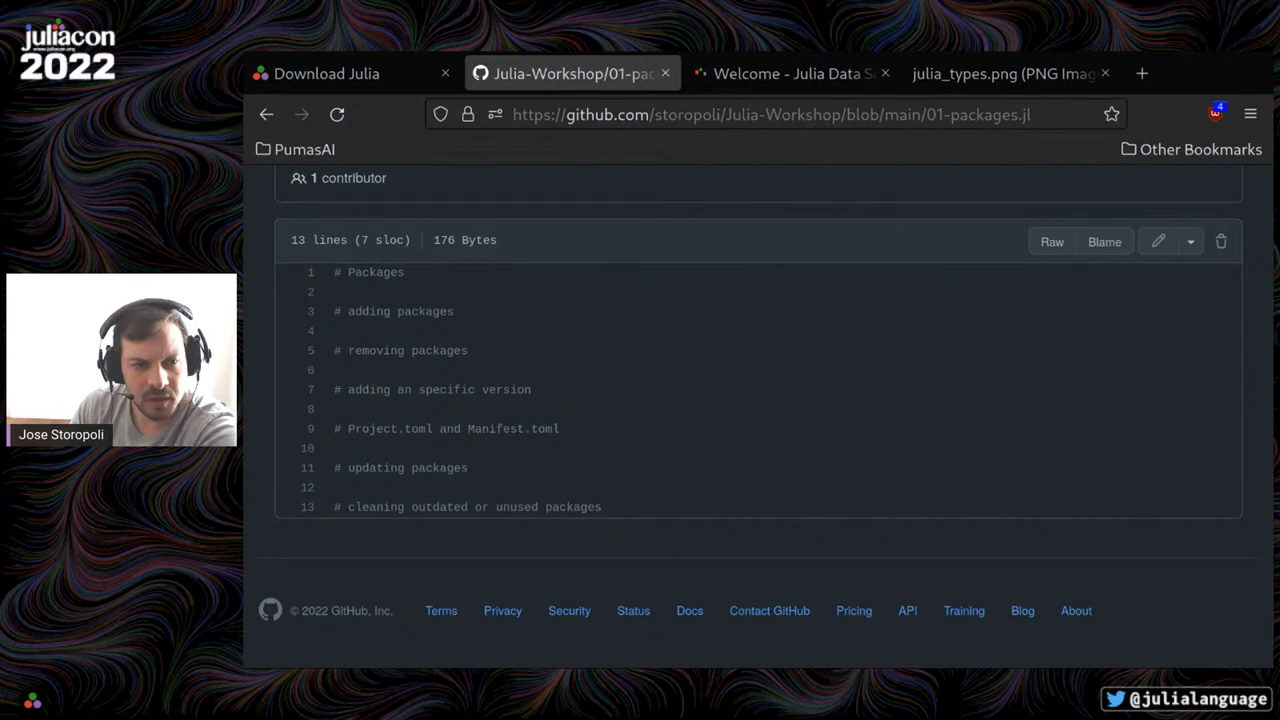 juliacon
www.juliacon.org
2022
Download Julia
Julia-Workshop/01-pac
Welcome - Julia Data Sc
julia_types.png (PNG Imag
https://github.com/storopoli/Julia-Workshop/blob/main/01-packages.jl
4
PumasAI
Other Bookmarks
1 contributor
13 lines (7 sloc)
176 Bytes
Raw
Blame
1 # Packages
2
3 # adding packages
4
5 # removing packages
6
7 # adding an specific version
8
9 # Project.toml and Manifest.toml
10
11 # updating packages
12
13 # cleaning outdated or unused packages
Jose Storopoli
© 2022 GitHub, Inc.
Terms
Privacy
Security
Status
Docs
Contact GitHub
Pricing
API
Training
Blog
About
@julialanguage